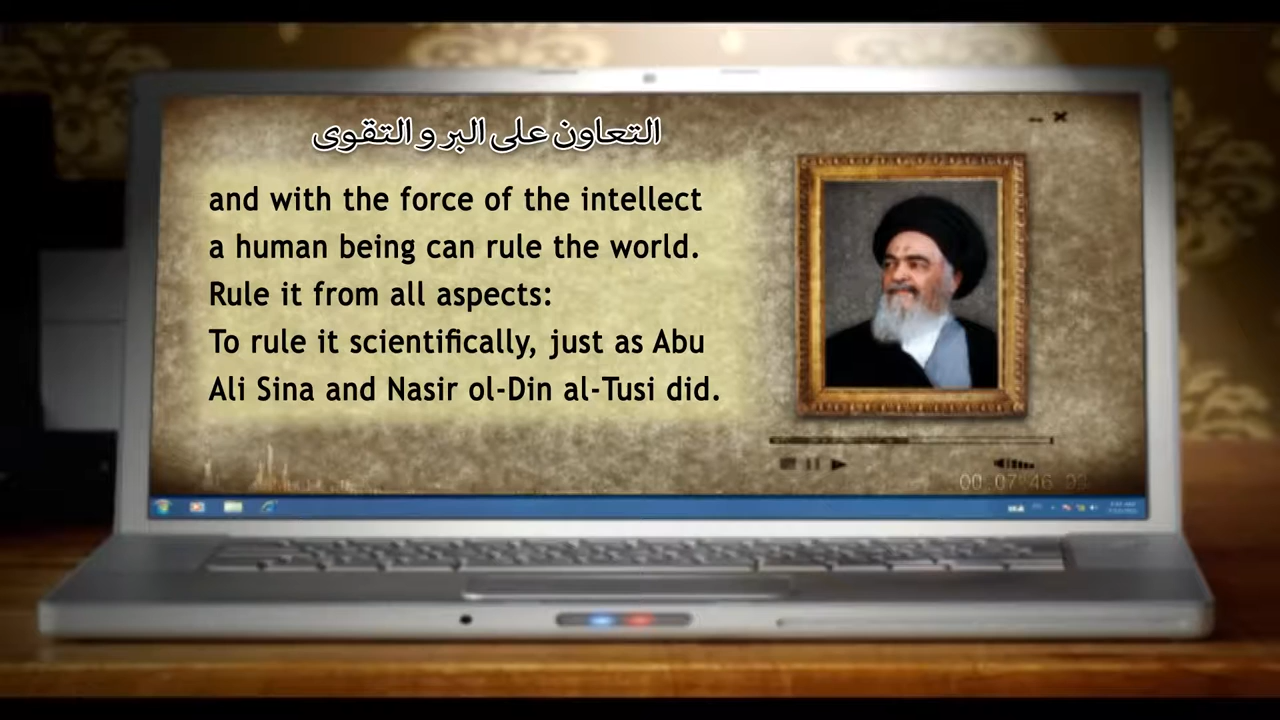 التعاون على البر و التقوى
and with the force of the intellect
a human being can rule the world.
Rule it from all aspects:
To rule it scientifically, just as Abu
Ali Sina and Nasir ol-Din al-Tusi did.